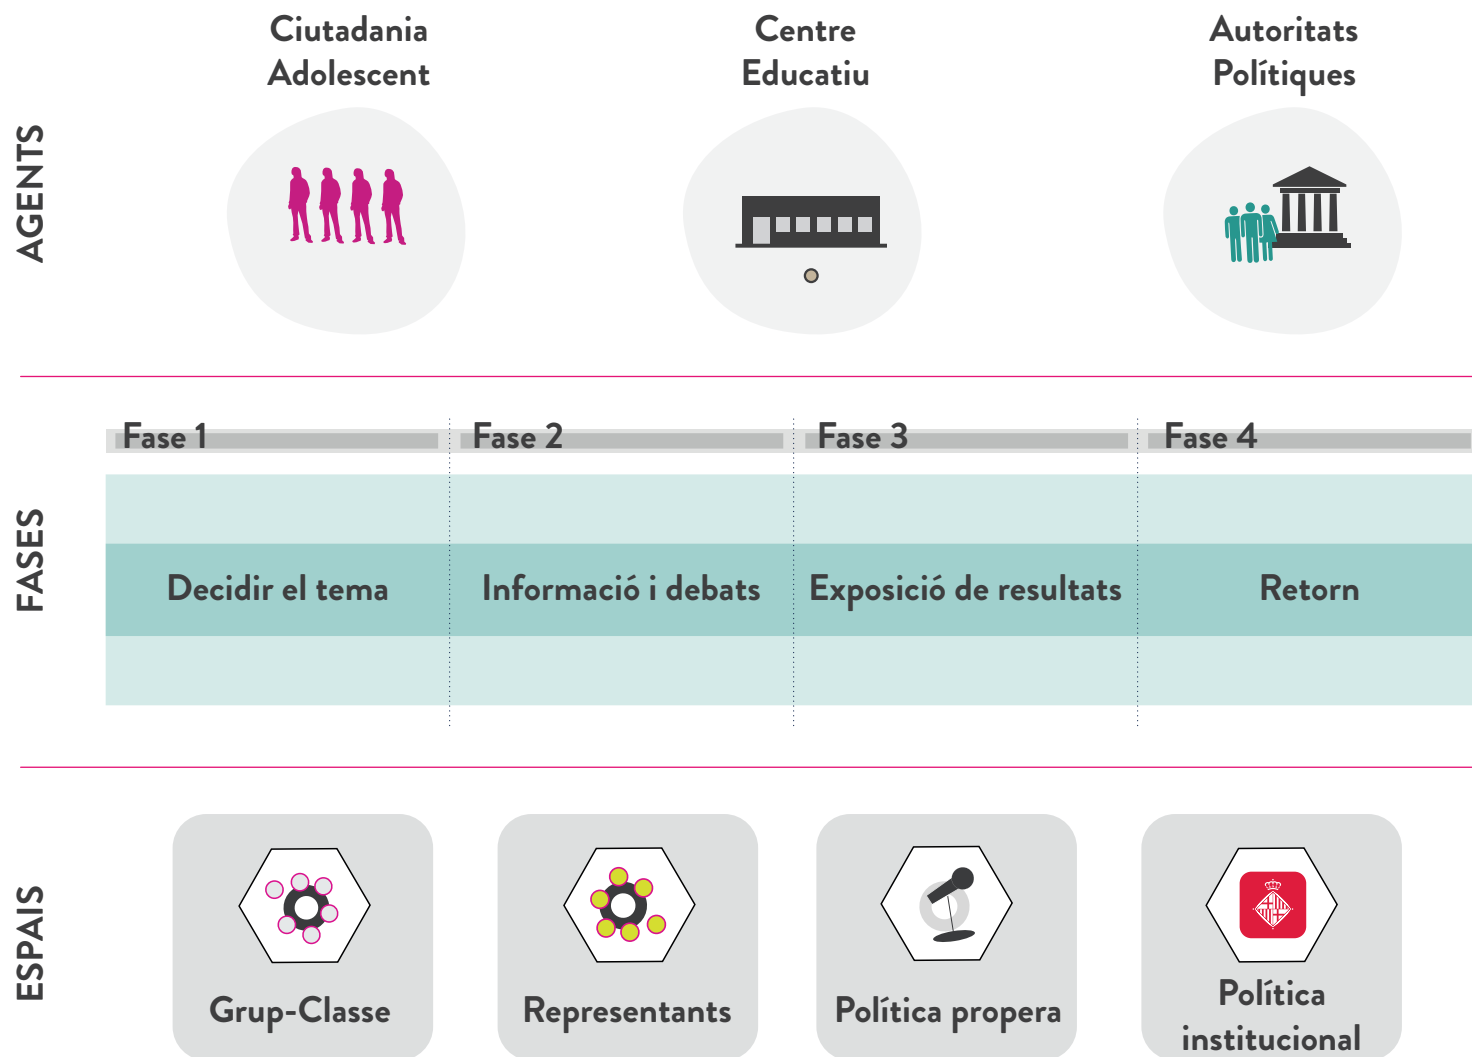 Ciutadania
Adolescent
Centre
Educatiu
Autoritats
Polítiques
AGENTS
Fase 1
Fase 2
Fase 3
Fase 4
FASES
Decidir el tema
Informació i debats
Exposició de resultats
Retorn
ESPAIS
Grup-Classe
Representants
Política propera
Política
institucional